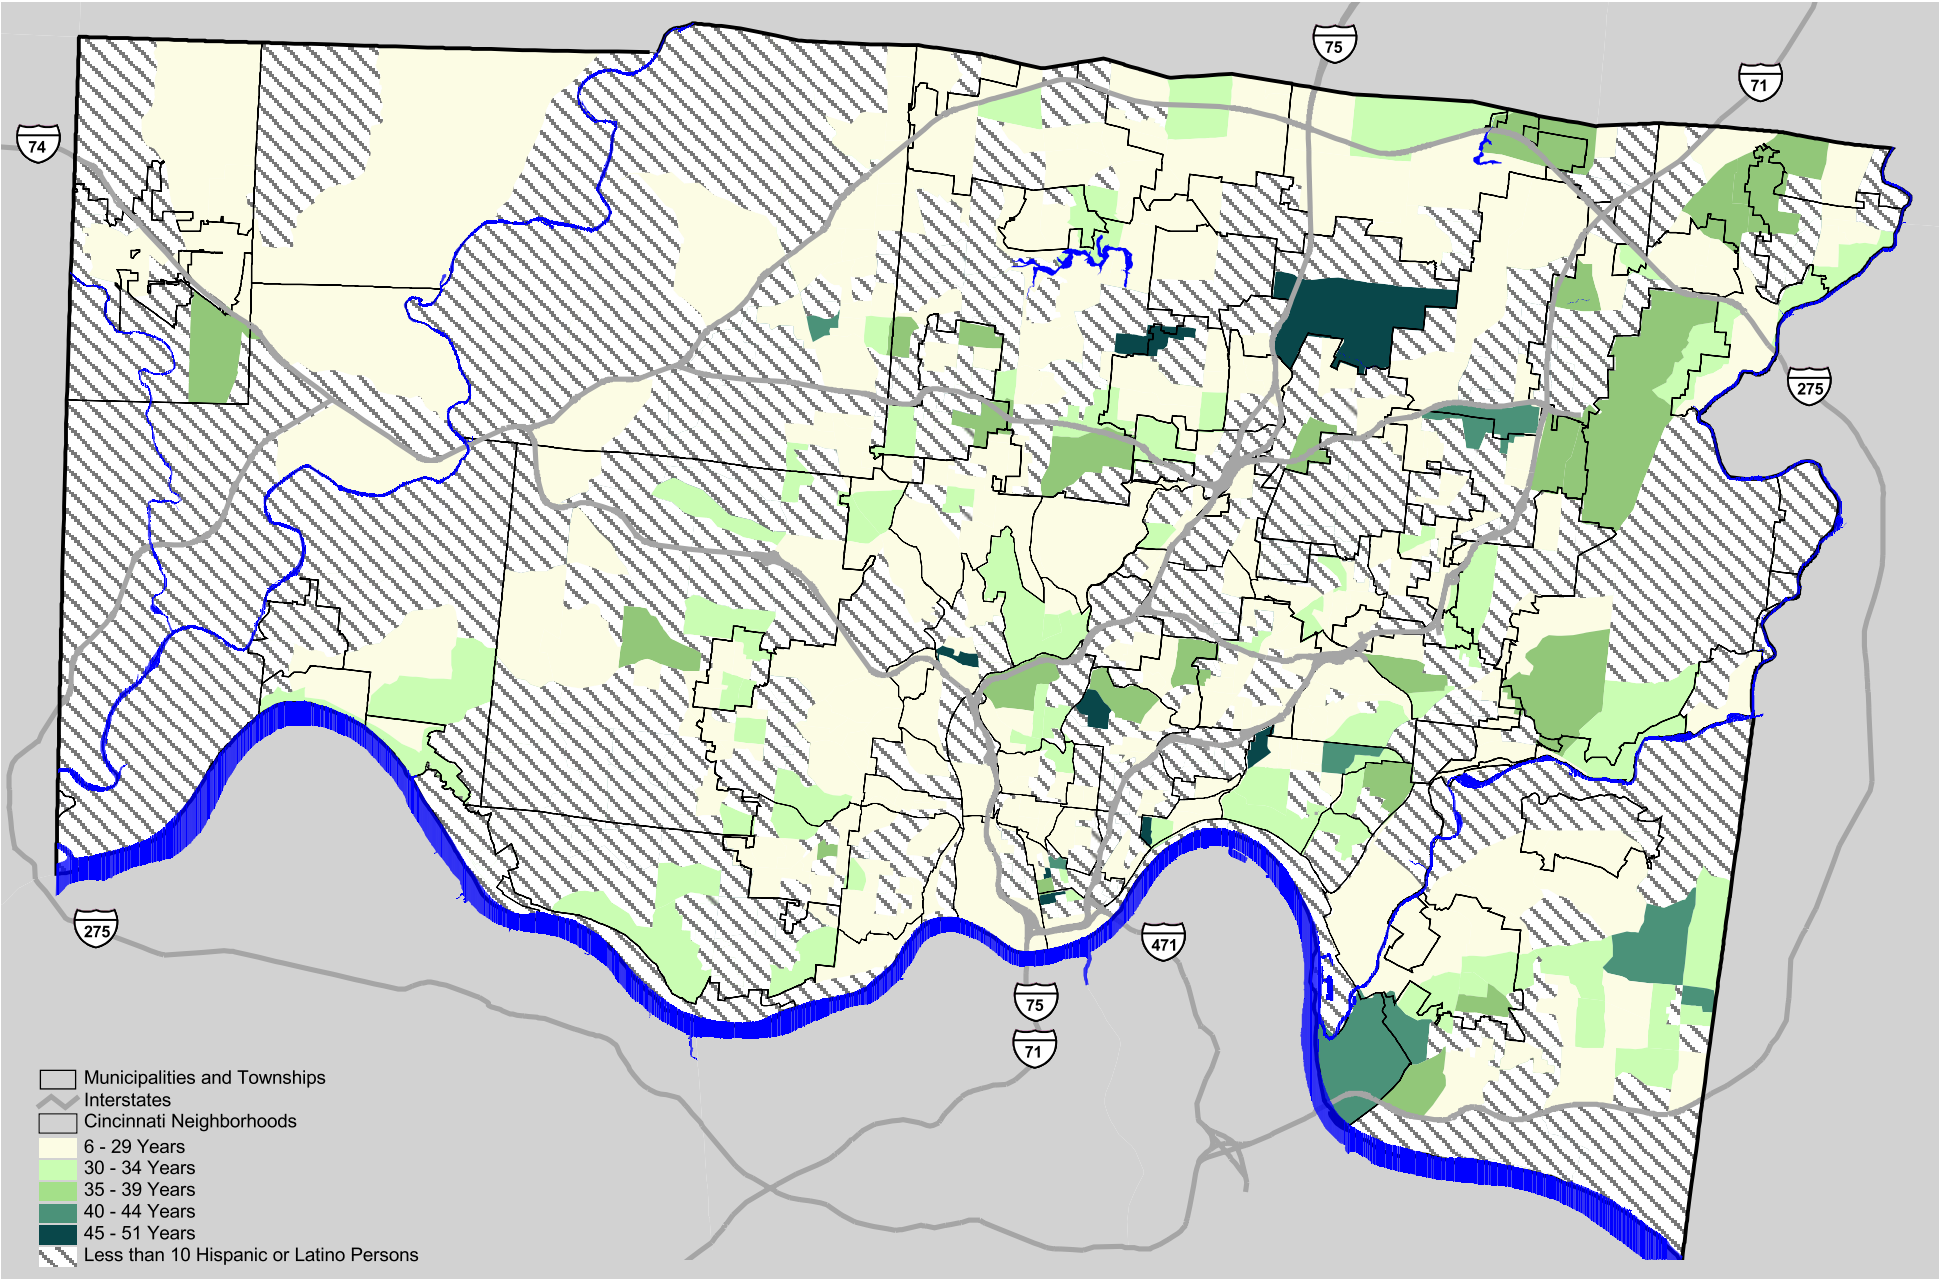 75
71
74
275
471
275
75
71
Municipalities and Townships
Interstates
Cincinnati Neighborhoods
6 - 29 Years
30 - 34 Years
35 - 39 Years
40 - 44 Years
45 - 51 Years
Less than 10 Hispanic or Latino Persons